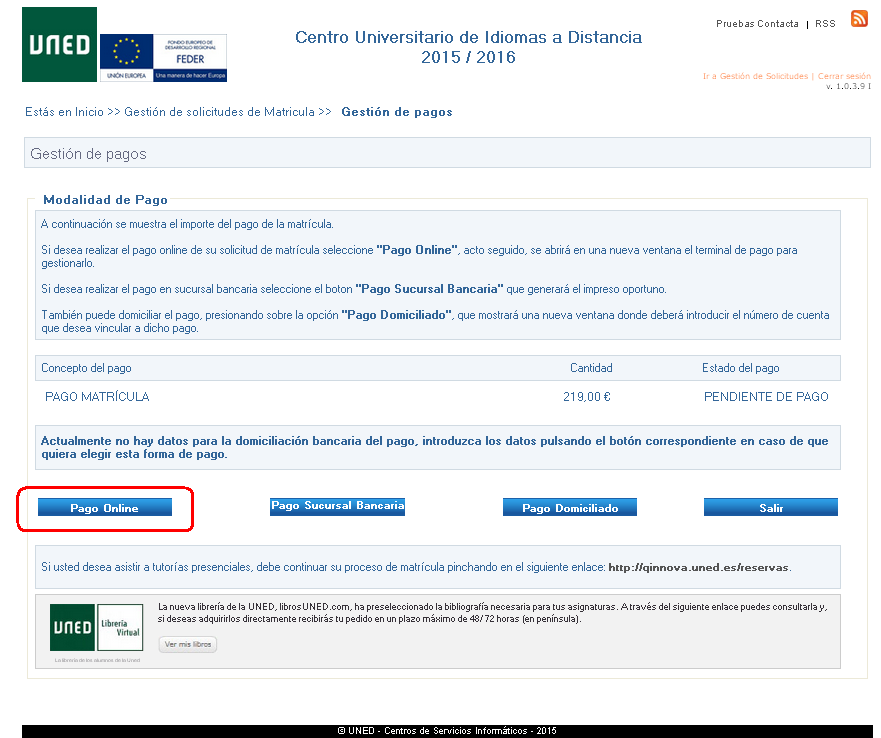 UNED
UNIÓN EUROPEA
FONDO EUROPEO DE
DESARROLLO REGIONAL
FEDER
Una manera de hacer Europa
Centro Universitario de Idiomas a Distancia
2015 / 2016
Pruebas Contacta | RSS
Ir a Gestión de Solicitudes | Cerrar sesión
v. 1.0.3.9 I
Estás en Inicio >> Gestión de solicitudes de Matricula >> Gestión de pagos
Gestión de pagos
Modalidad de Pago
A continuación se muestra el importe del pago de la matrícula.
Si desea realizar el pago online de su solicitud de matrícula seleccione "Pago Online", acto seguido, se abrirá en una nueva ventana el terminal de pago para
gestionarlo.
Si desea realizar el pago en sucursal bancaria seleccione el boton "Pago Sucursal Bancaria" que generará el impreso oportuno.
También puede domiciliar el pago, presionando sobre la opción "Pago Domiciliado", que mostrará una nueva ventana donde deberá introducir el número de cuenta
que desea vincular a dicho pago.
Concepto del pago Cantidad Estado del pago
PAGO MATRÍCULA 219,00 € PENDIENTE DE PAGO
Actualmente no hay datos para la domiciliación bancaria del pago, introduzca los datos pulsando el botón correspondiente en caso de que
quiera elegir esta forma de pago.
Pago Online Pago Sucursal Bancaria Pago Domiciliado Salir
Si usted desea asistir a tutorías presenciales, debe continuar su proceso de matrícula pinchando en el siguiente enlace: http://qinnova.uned.es/reservas.
UNED
Librería
Virtual
La librería de los alumnos de la Uned
La nueva librería de la UNED, librosUNED.com, ha preseleccionado la bibliografía necesaria para tus asignaturas. A través del siguiente enlace puedes consultarla y,
si deseas adquirirlos directamente recibirás tu pedido en un plazo máximo de 48/72 horas (en península).
Ver mis libros
© UNED - Centros de Servicios Informáticos - 2015